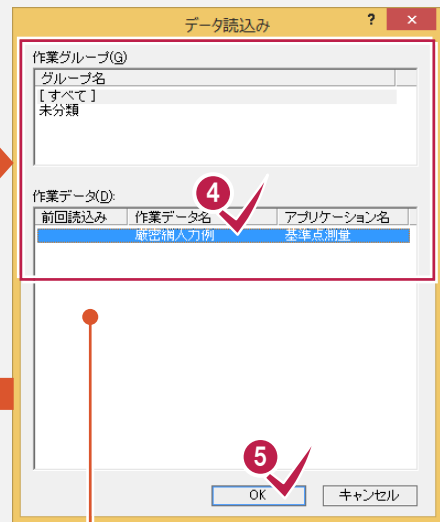 データ読込み ? ×
作業グループ(G)
グループ名
[すべて]
未分類
作業データ(D):
4
前回読込み 作業データ名 アプリケーション名
厳密網入力例 基準点測量
5
OK キャンセル